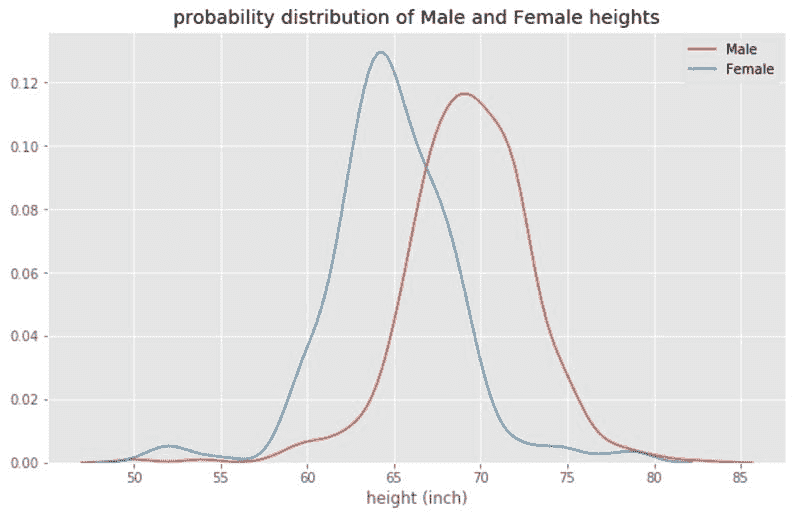 probability distribution of Male and Female heights
Male
Female
0.12
0.10
0.08
0.06
0.04
0.02
0.00
50 55 60 65 70 75 80 85
height (inch)